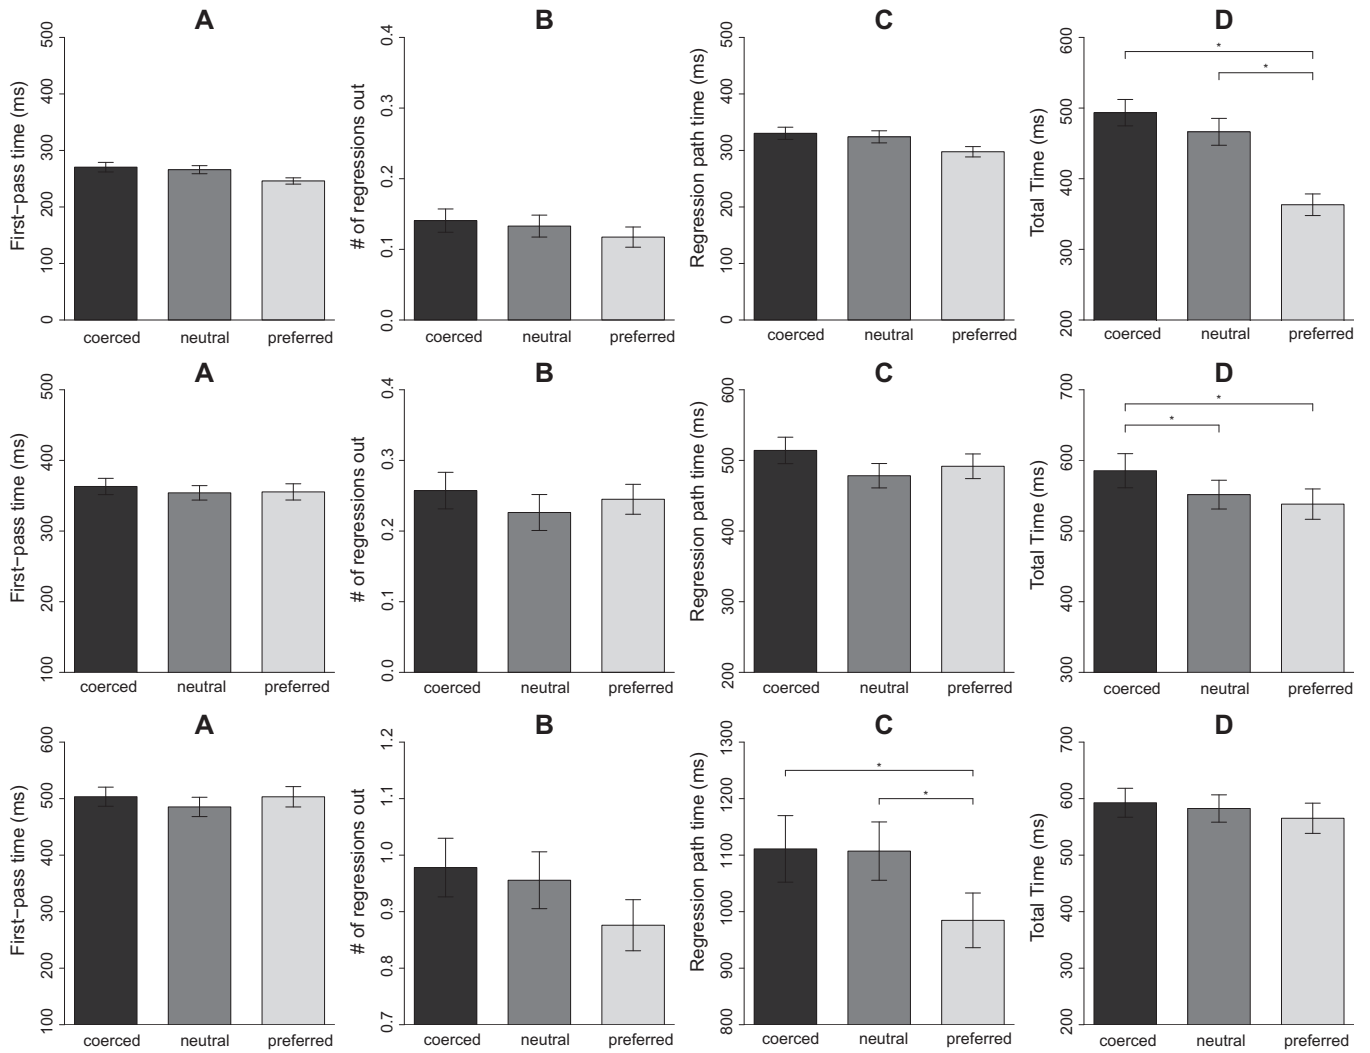 A
First−pass time (ms)
500
400
300
200
100
0
coerced neutral preferred
B
# of regressions out
0.4
0.3
0.2
0.1
0.0
coerced neutral preferred
C
Regression path time (ms)
500
400
300
200
100
0
coerced neutral preferred
D
Total Time (ms)
600
500
400
300
200
*
*
coerced neutral preferred
A
First−pass time (ms)
500
400
300
200
100
coerced neutral preferred
B
# of regressions out
0.4
0.3
0.2
0.1
0.0
coerced neutral preferred
C
Regression path time (ms)
600
500
400
300
200
coerced neutral preferred
D
Total Time (ms)
700
600
500
400
300
*
*
coerced neutral preferred
A
First−pass time (ms)
600
500
400
300
200
100
coerced neutral preferred
B
# of regressions out
1.2
1.1
1.0
0.9
0.8
0.7
coerced neutral preferred
C
Regression path time (ms)
1300
1200
1100
1000
900
800
*
*
coerced neutral preferred
D
Total Time (ms)
700
600
500
400
300
200
coerced neutral preferred